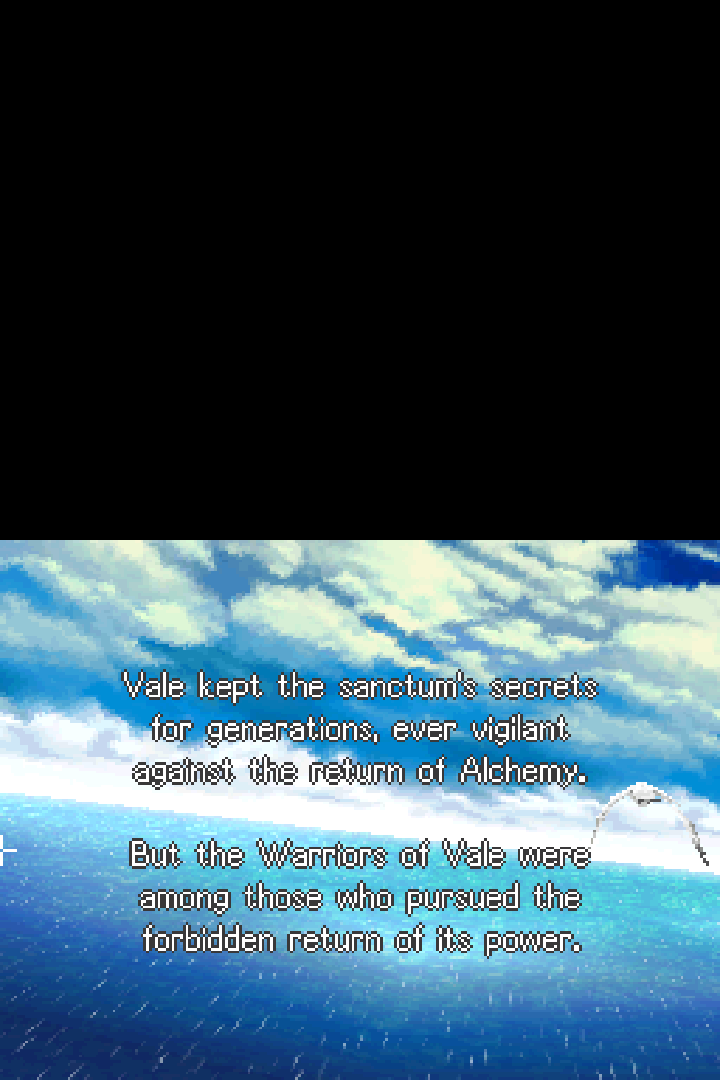 Vale kept the sanctum's secrets
for generations, ever vigilant
against the return of Alchemy.
But the Warriors of Vale were
among those who pursued the
forbidden return of its power.